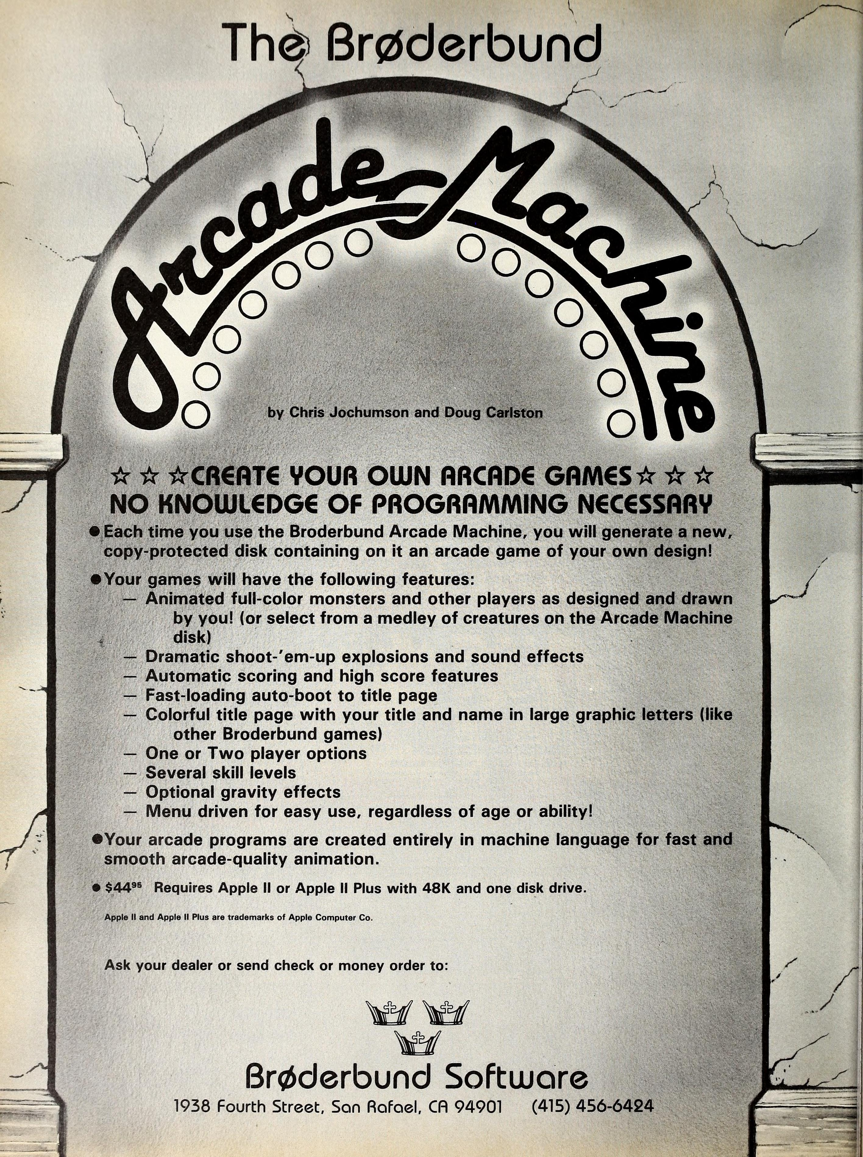 The Brøderbund
Arcade Machine
by Chris Jochumson and Doug Carlston
☆ ☆ ☆CREATE YOUR OWN ARCADE GAMES☆ ☆ ☆
NO KNOWLEDGE OF PROGRAMMING NECESSARY
● Each time you use the Broderbund Arcade Machine, you will generate a new,
copy-protected disk containing on it an arcade game of your own design!
● Your games will have the following features:
— Animated full-color monsters and other players as designed and drawn
by you! (or select from a medley of creatures on the Arcade Machine
disk)
— Dramatic shoot-'em-up explosions and sound effects
— Automatic scoring and high score features
— Fast-loading auto-boot to title page
— Colorful title page with your title and name in large graphic letters (like
other Broderbund games)
— One or Two player options
— Several skill levels
— Optional gravity effects
— Menu driven for easy use, regardless of age or ability!
● Your arcade programs are created entirely in machine language for fast and
smooth arcade-quality animation.
● $44⁹⁵ Requires Apple II or Apple II Plus with 48K and one disk drive.
Apple II and Apple II Plus are trademarks of Apple Computer Co.
Ask your dealer or send check or money order to:
Brøderbund Software
1938 Fourth Street, San Rafael, CA 94901 (415) 456-6424